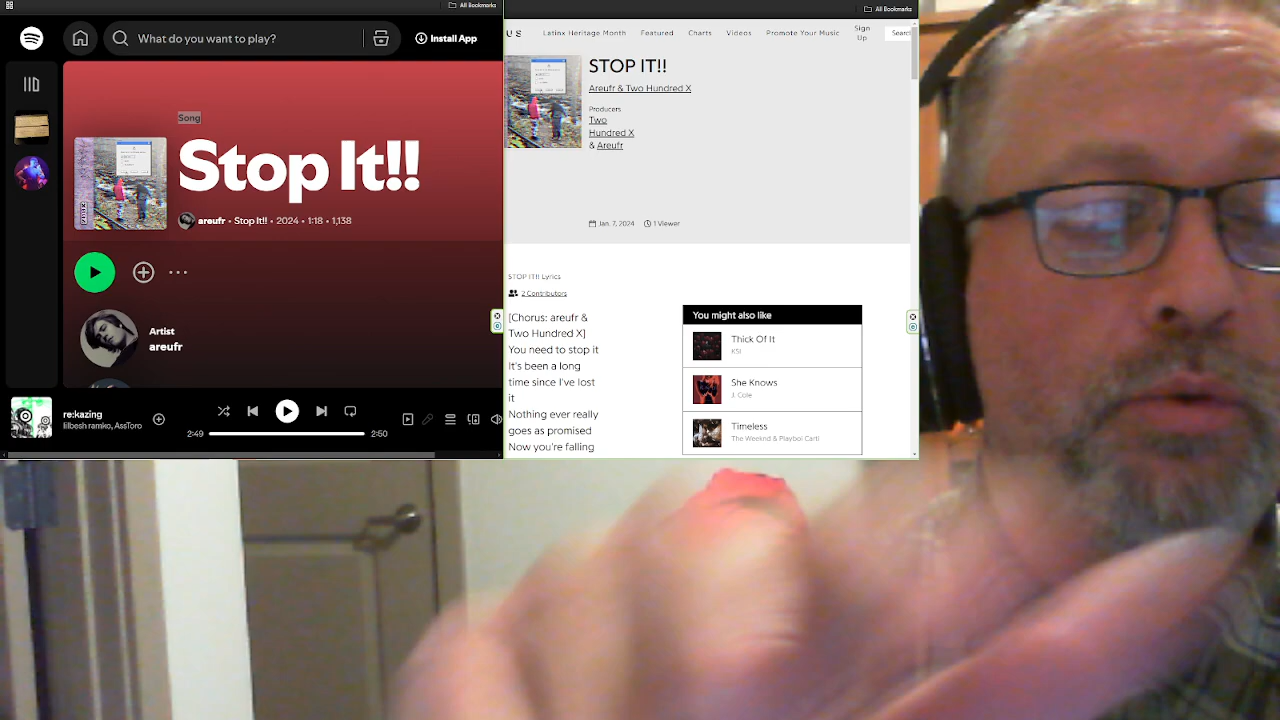 All Bookmarks
What do you want to play?
Install App
Song
Stop It!!
areufr • Stop It!! • 2024 • 1:18 • 1,138
Artist
areufr
re:kazing
lilbesh ramko, AssToro
2:49
2:50
All Bookmarks
U S
Latinx Heritage Month
Featured
Charts
Videos
Promote Your Music
Sign
Up
Searc
STOP IT!!
Areufr & Two Hundred X
Producers
Two
Hundred X
& Areufr
Jan. 7, 2024
1 Viewer
STOP IT!! Lyrics
2 Contributors
[Chorus: areufr &
Two Hundred X]
You need to stop it
It's been a long
time since I've lost
it
Nothing ever really
goes as promised
Now you're falling
You might also like
Thick Of It
KSI
She Knows
J. Cole
Timeless
The Weeknd & Playboi Carti